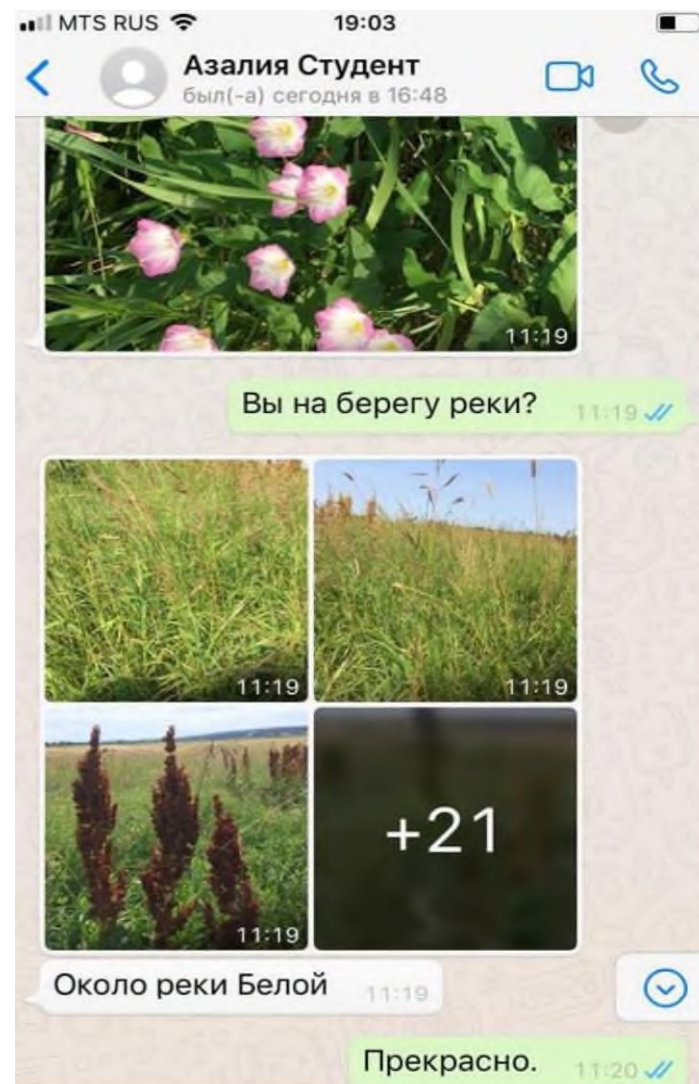 MTS RUS 19:03
Азалия Студент
был(-а) сегодня в 16:48
11:19
Вы на берегу реки? 11:19
11:19 11:19
+21
11:19
Около реки Белой 11:19
Прекрасно. 11:20